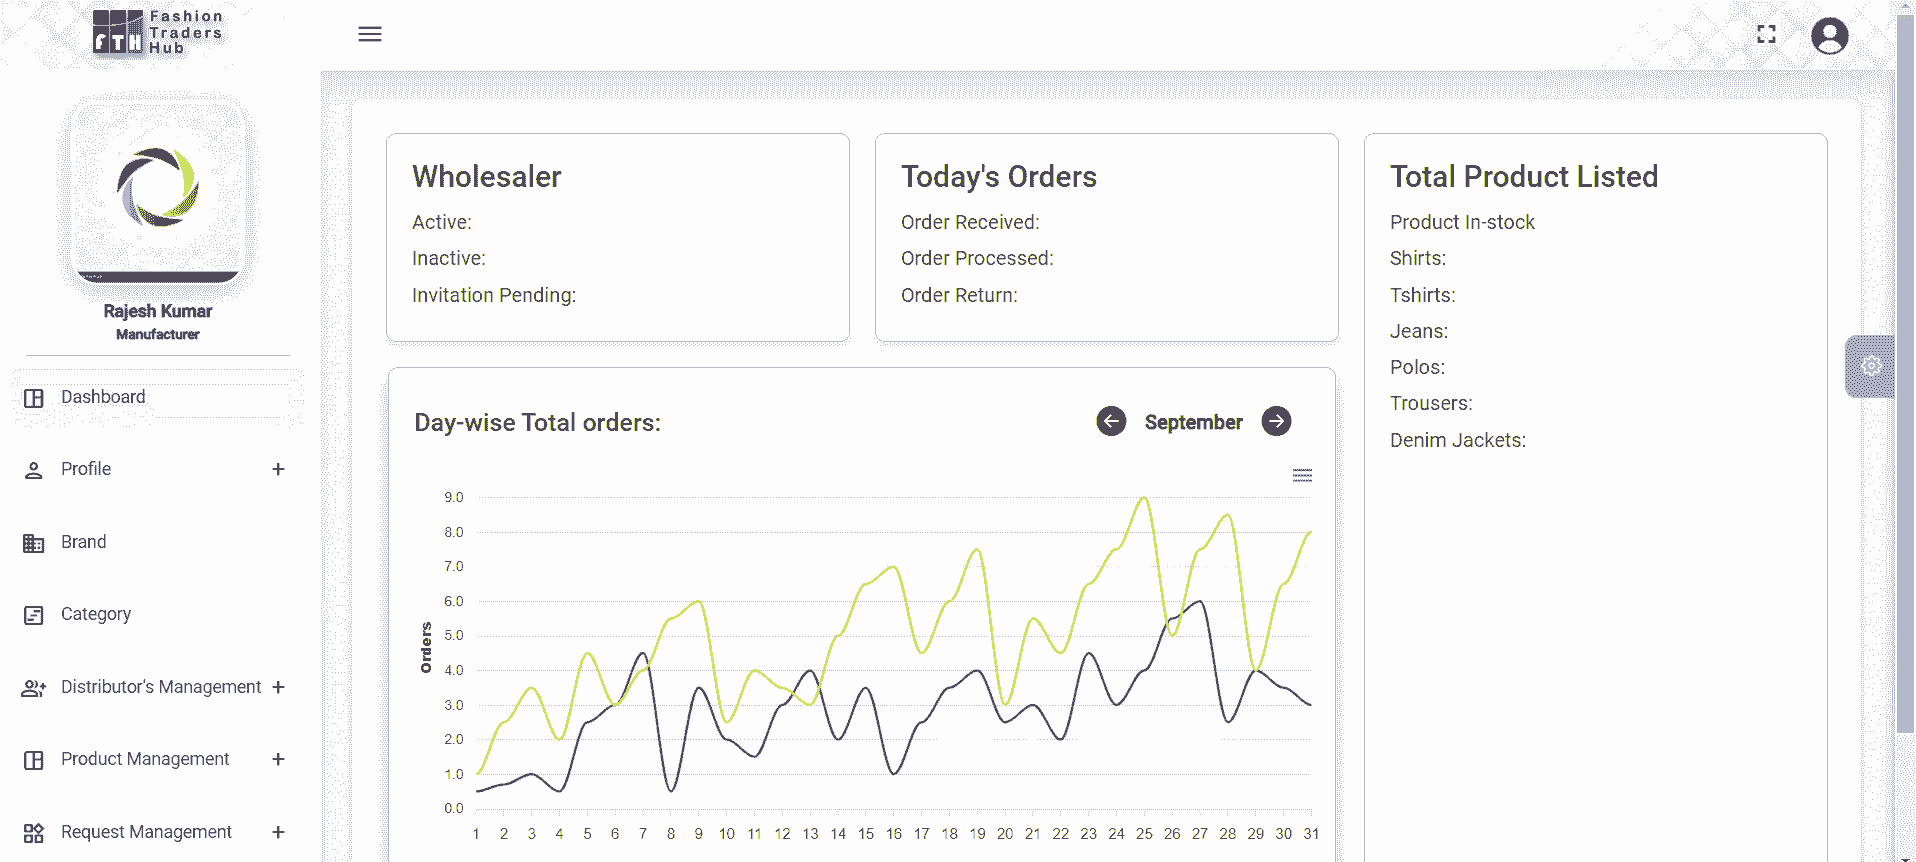 Fashion
Traders
Hub
FTH
Rajesh Kumar
Manufacturer
Dashboard
Profile +
Brand
Category
Distributor's Management +
Product Management +
Request Management +
Wholesaler
Active:
Inactive:
Invitation Pending:
Today's Orders
Order Received:
Order Processed:
Order Return:
Total Product Listed
Product In-stock
Shirts:
Tshirts:
Jeans:
Polos:
Trousers:
Denim Jackets:
Day-wise Total orders:
September
Orders
9.0
8.0
7.0
6.0
5.0
4.0
3.0
2.0
1.0
0.0
1 2 3 4 5 6 7 8 9 10 11 12 13 14 15 16 17 18 19 20 21 22 23 24 25 26 27 28 29 30 31